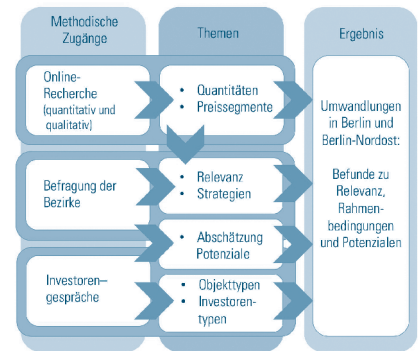 Methodische
Zugänge
Themen
Ergebnis
Online-
Recherche
(quantitativ und
qualitativ)
• Quantitäten
• Preissegmente
Befragung der
Bezirke
• Relevanz
• Strategien
• Abschätzung
Potenziale
Investoren-
gespräche
• Objekttypen
• Investoren-
typen
Umwandlungen
in Berlin und
Berlin-Nordost:
Befunde zu
Relevanz,
Rahmen-
bedingungen
und Potenzialen